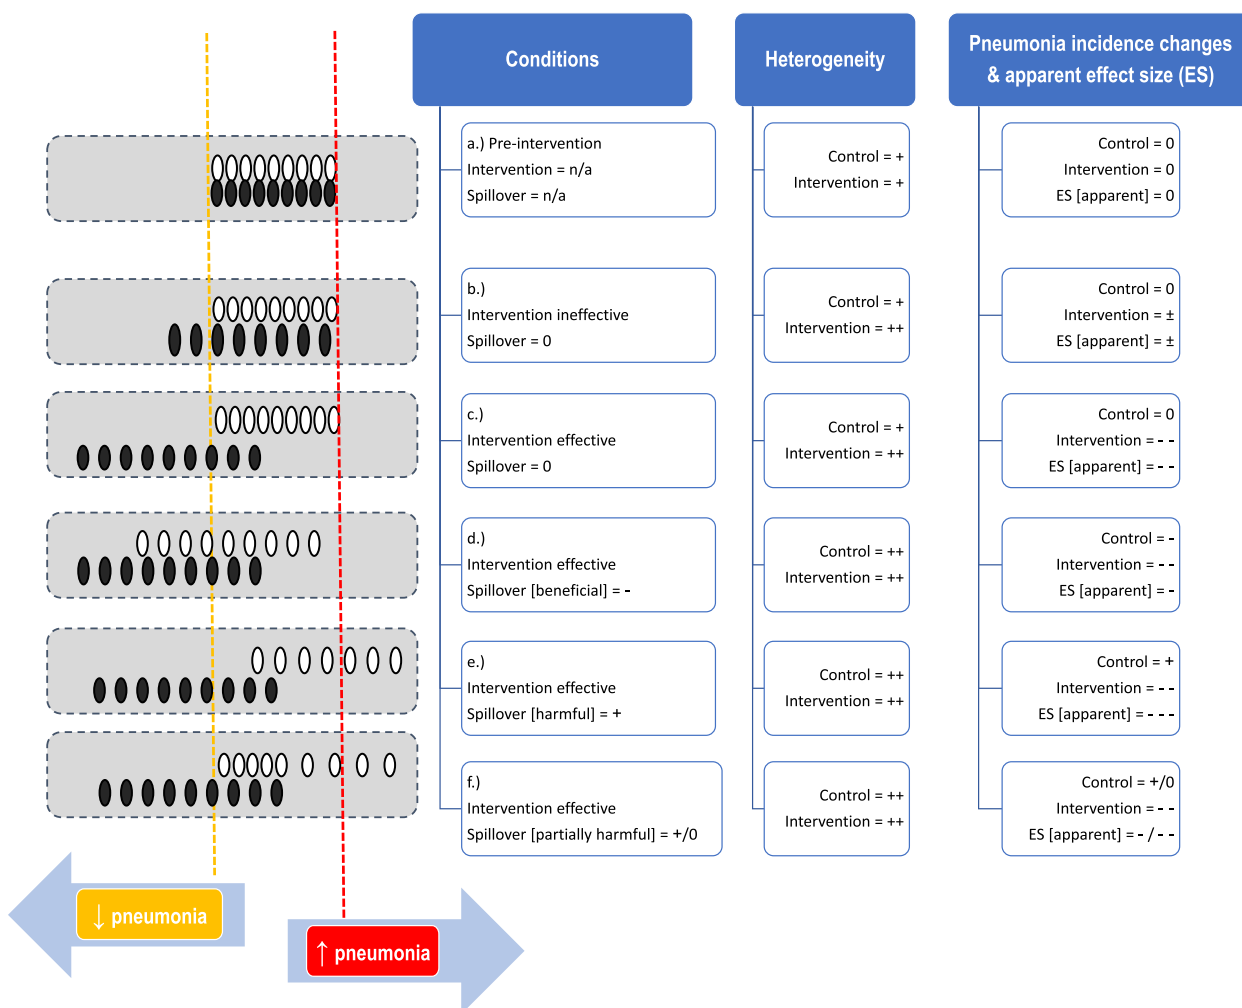 Conditions
Heterogeneity
Pneumonia incidence changes
& apparent effect size (ES)
a.) Pre-intervention
Intervention = n/a
Spillover = n/a
Control = +
Intervention = +
Control = 0
Intervention = 0
ES [apparent] = 0
b.)
Intervention ineffective
Spillover = 0
Control = +
Intervention = ++
Control = 0
Intervention = ±
ES [apparent] = ±
c.)
Intervention effective
Spillover = 0
Control = +
Intervention = ++
Control = 0
Intervention = - -
ES [apparent] = - -
d.)
Intervention effective
Spillover [beneficial] = -
Control = ++
Intervention = ++
Control = -
Intervention = - -
ES [apparent] = -
e.)
Intervention effective
Spillover [harmful] = +
Control = ++
Intervention = ++
Control = +
Intervention = - -
ES [apparent] = - - -
f.)
Intervention effective
Spillover [partially harmful] = +/0
Control = ++
Intervention = ++
Control = +/0
Intervention = - -
ES [apparent] = - / - -
↓ pneumonia
↑ pneumonia